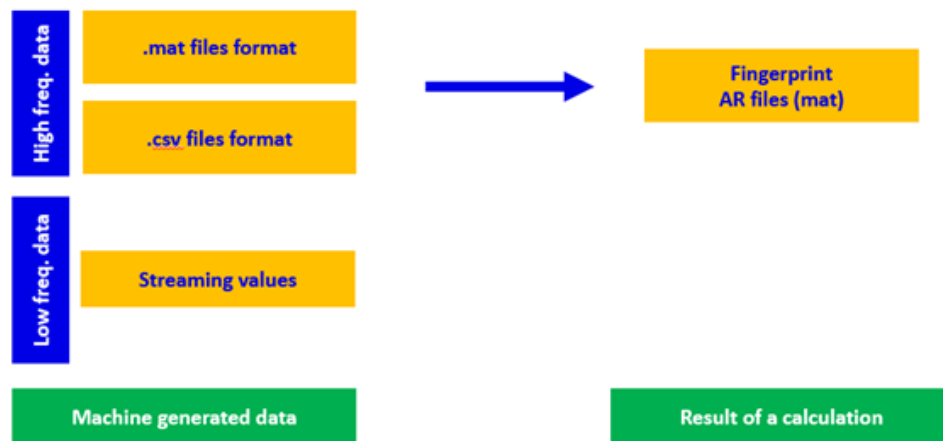 High freq. data
.mat files format
.csv files format
Fingerprint
AR files (mat)
Low freq. data
Streaming values
Machine generated data
Result of a calculation